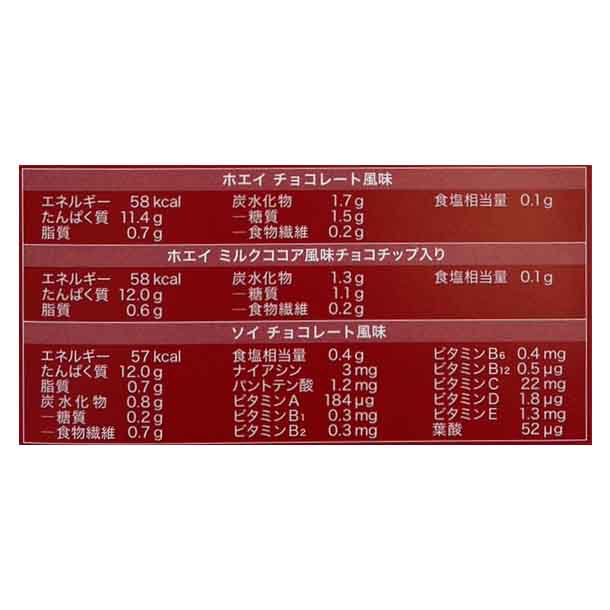 ホエイ チョコレート風味
エネルギー 58 kcal 炭水化物 1.7 g 食塩相当量 0.1 g
たんぱく質 11.4 g ー糖質 1.5 g
脂質 0.7 g ー食物繊維 0.2 g
ホエイ ミルクココア風味チョコチップ入り
エネルギー 58 kcal 炭水化物 1.3 g 食塩相当量 0.1 g
たんぱく質 12.0 g ー糖質 1.1 g
脂質 0.6 g ー食物繊維 0.2 g
ソイ チョコレート風味
エネルギー 57 kcal 食塩相当量 0.4 g ビタミンB6 0.4 mg
たんぱく質 12.0 g ナイアシン 3 mg ビタミンB12 0.5 µg
脂質 0.7 g パントテン酸 1.2 mg ビタミンC 22 mg
炭水化物 0.8 g ビタミンA 184 µg ビタミンD 1.8 µg
ー糖質 0.2 g ビタミンB1 0.3 mg ビタミンE 1.3 mg
ー食物繊維 0.7 g ビタミンB2 0.3 mg 葉酸 52 µg